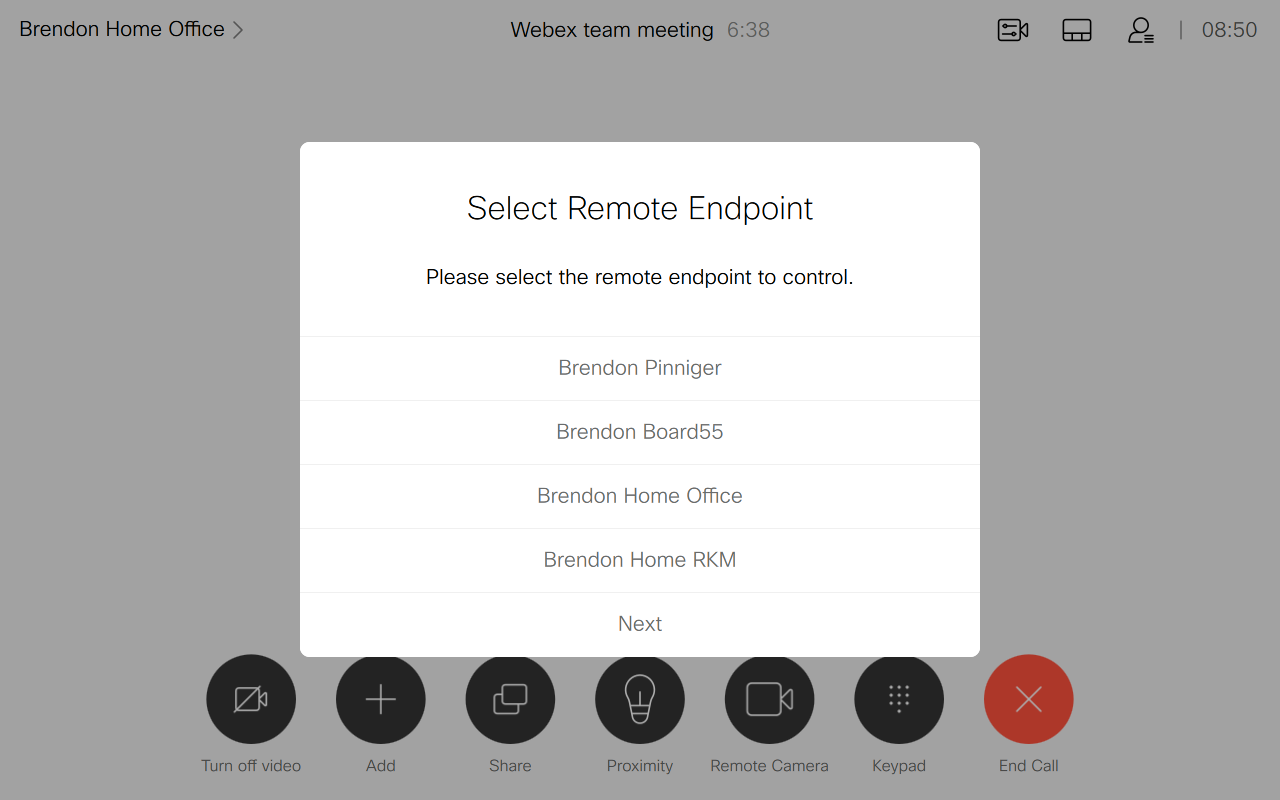 Brendon Home Office
Webex team meeting 6:38
08:50
Select Remote Endpoint
Please select the remote endpoint to control.
Brendon Pinniger
Brendon Board55
Brendon Home Office
Brendon Home RKM
Next
Turn off video
Add
Share
Proximity
Remote Camera
Keypad
End Call